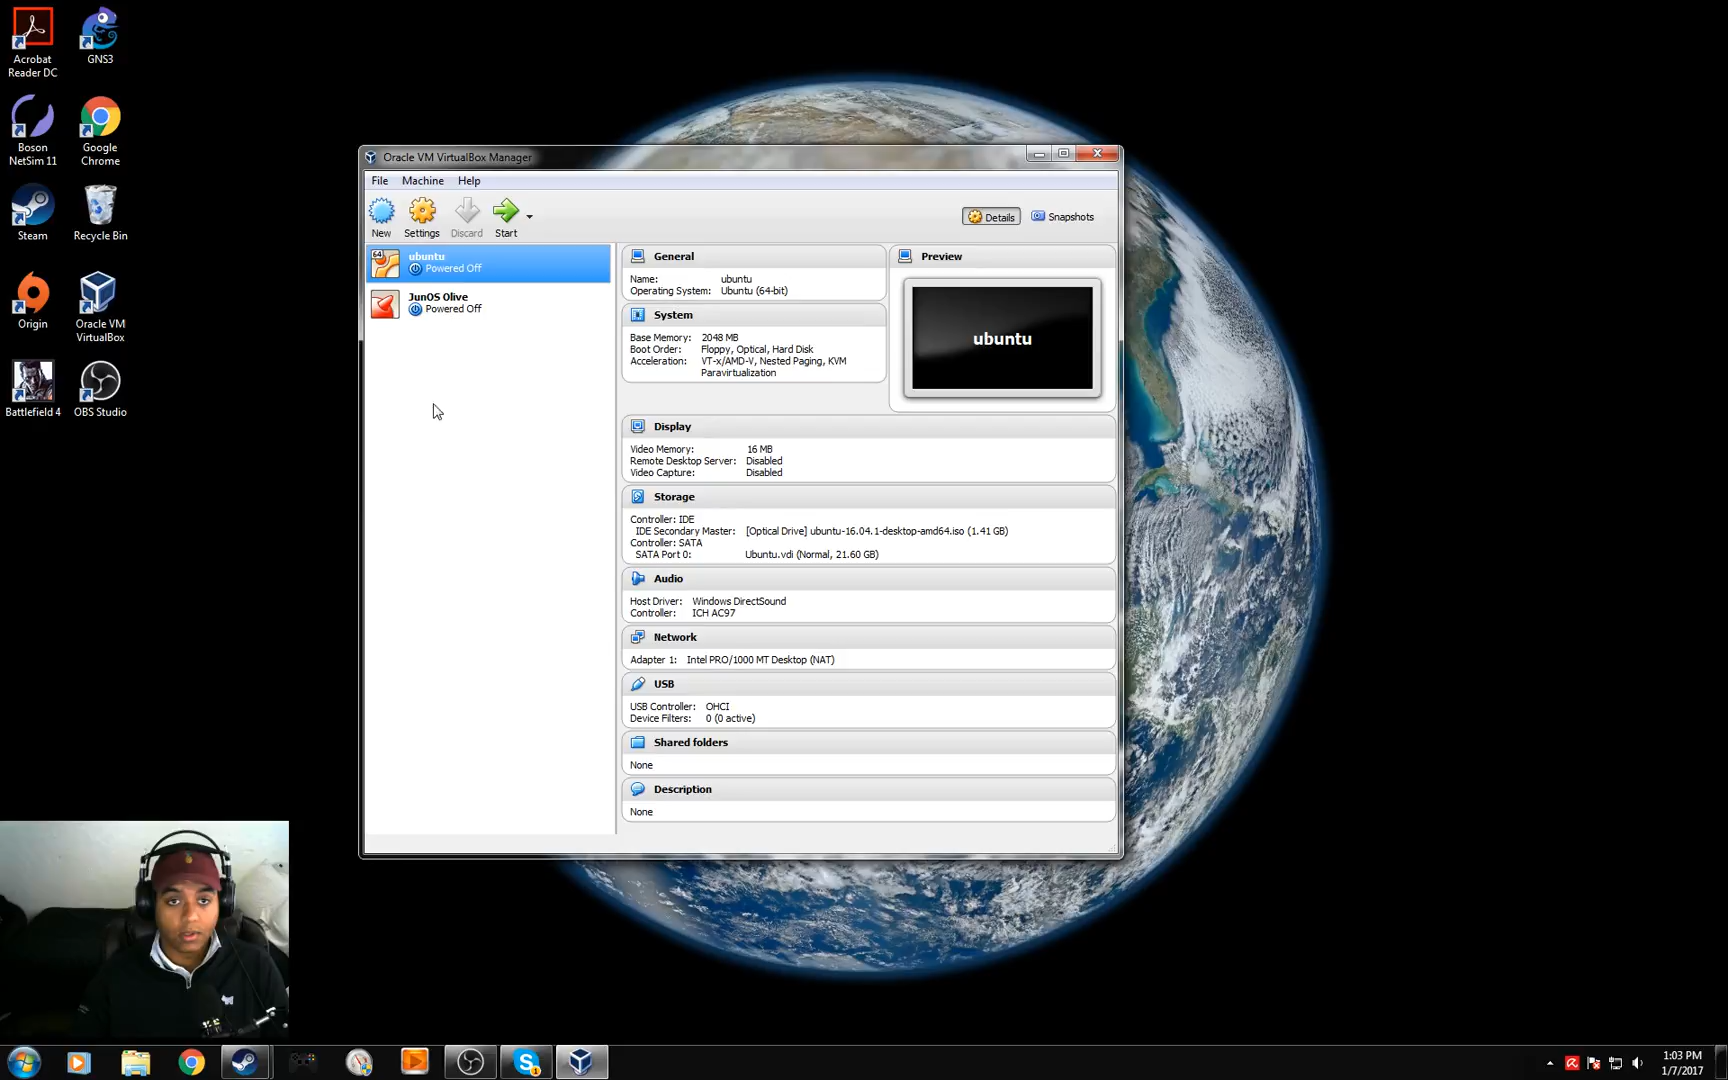 Acrobat
Reader DC
GNS3
Boson
NetSim 11
Google
Chrome
Steam
Recycle Bin
Origin
Oracle VM
VirtualBox
Battlefield 4
OBS Studio
Oracle VM VirtualBox Manager
File Machine Help
New Settings Discard Start
Details Snapshots
64
ubuntu
Powered Off
JunOS Olive
Powered Off
General
Name: ubuntu
Operating System: Ubuntu (64-bit)
System
Base Memory: 2048 MB
Boot Order: Floppy, Optical, Hard Disk
Acceleration: VT-x/AMD-V, Nested Paging, KVM
Paravirtualization
Preview
ubuntu
Display
Video Memory: 16 MB
Remote Desktop Server: Disabled
Video Capture: Disabled
Storage
Controller: IDE
IDE Secondary Master: [Optical Drive] ubuntu-16.04.1-desktop-amd64.iso (1.41 GB)
Controller: SATA
SATA Port 0: Ubuntu.vdi (Normal, 21.60 GB)
Audio
Host Driver: Windows DirectSound
Controller: ICH AC97
Network
Adapter 1: Intel PRO/1000 MT Desktop (NAT)
USB
USB Controller: OHCI
Device Filters: 0 (0 active)
Shared folders
None
Description
None
1:03 PM
1/7/2017